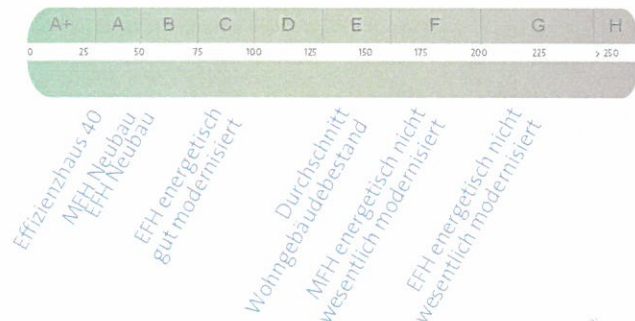 A+ A B C D E F G H
0 25 50 75 100 125 150 175 200 225 > 250
Effizienzhaus 40
MFH Neubau
EFH Neubau
EFH energetisch
gut modernisiert
Durchschnitt
Wohngebäudebestand
MFH energetisch nicht
wesentlich modernisiert
EFH energetisch nicht
wesentlich modernisiert